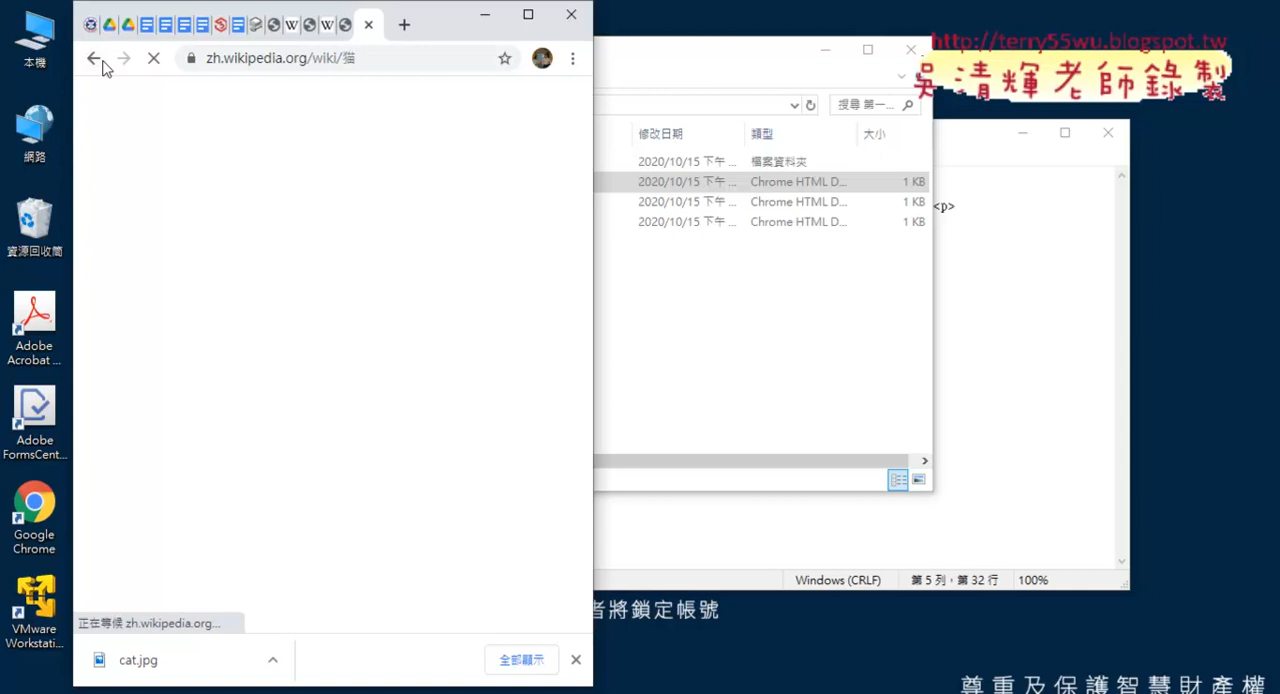 本機
網路
資源回收筒
Adobe
Acrobat ...
Adobe
FormsCent...
Google
Chrome
VMware
Workstati...
zh.wikipedia.org/wiki/猫
正在等候 zh.wikipedia.org...
cat.jpg
全部顯示
搜尋 第一...
修改日期 類型 大小
2020/10/15 下午 ... 檔案資料夾
2020/10/15 下午 ... Chrome HTML D... 1 KB
2020/10/15 下午 ... Chrome HTML D... 1 KB
2020/10/15 下午 ... Chrome HTML D... 1 KB
<p>
Windows (CRLF) 第 5 列，第 32 行 100%
http://terry55wu.blogspot.tw
吳清輝老師錄製
者將鎖定帳號
尊重及保護智慧財產權